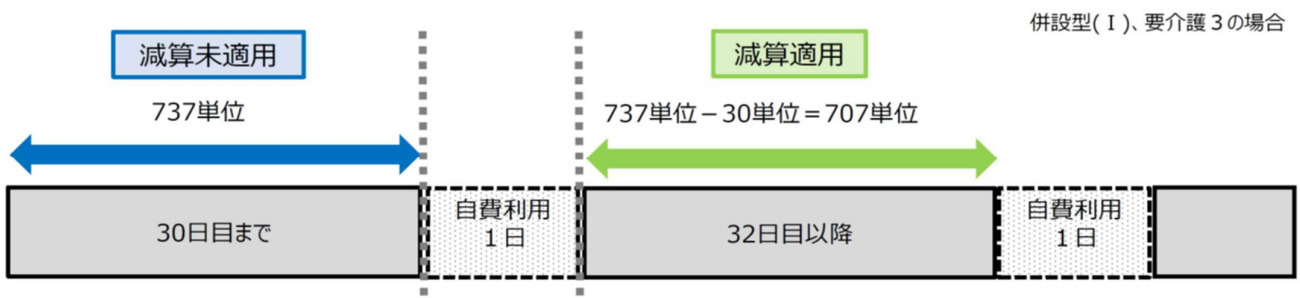 併設型(Ⅰ)、要介護3の場合
減算未適用
737単位
減算適用
737単位－30単位＝707単位
30日目まで
自費利用
1日
32日目以降
自費利用
1日